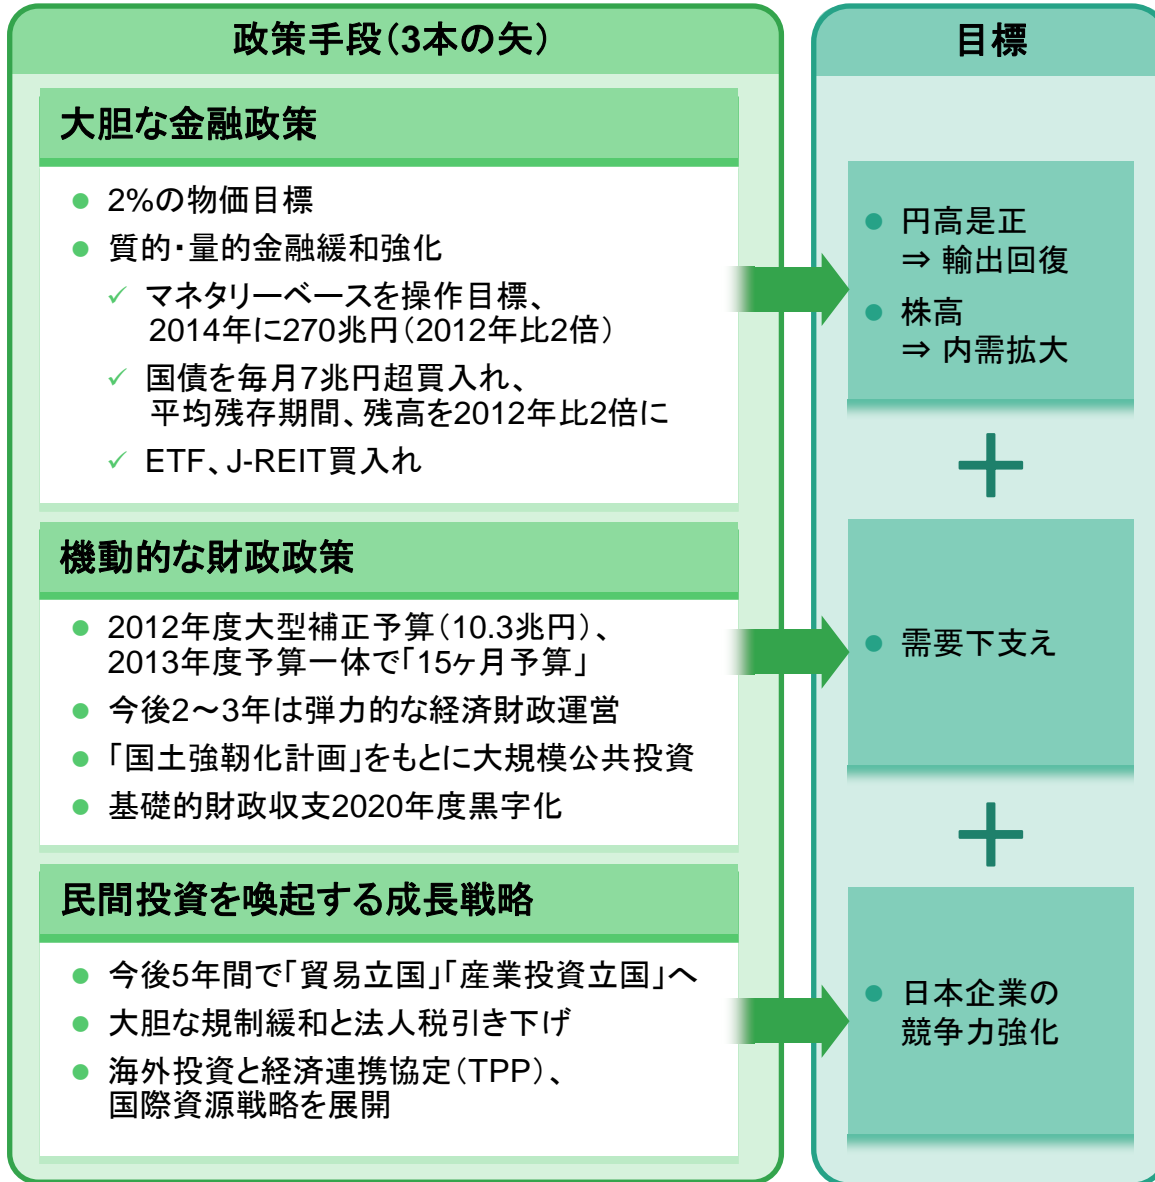 政策手段（3本の矢）
大胆な金融政策
2%の物価目標
質的・量的金融緩和強化
マネタリーベースを操作目標、
2014年に270兆円（2012年比2倍）
国債を毎月7兆円超買入れ、
平均残存期間、残高を2012年比2倍に
ETF、J-REIT買入れ
機動的な財政政策
2012年度大型補正予算（10.3兆円）、
2013年度予算一体で「15ヶ月予算」
今後2～3年は弾力的な経済財政運営
「国土強靭化計画」をもとに大規模公共投資
基礎的財政収支2020年度黒字化
民間投資を喚起する成長戦略
今後5年間で「貿易立国」「産業投資立国」へ
大胆な規制緩和と法人税引き下げ
海外投資と経済連携協定（TPP）、
国際資源戦略を展開
目標
円高是正
⇒ 輸出回復
株高
⇒ 内需拡大
＋
需要下支え
＋
日本企業の
競争力強化